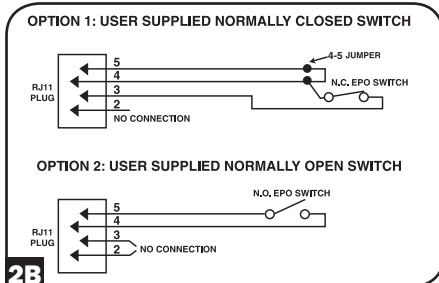 OPTION 1: USER SUPPLIED NORMALLY CLOSED SWITCH
5
4-5 JUMPER
4
N.C. EPO SWITCH
RJ11
PLUG
3
2
NO CONNECTION
OPTION 2: USER SUPPLIED NORMALLY OPEN SWITCH
N.O. EPO SWITCH
5
4
RJ11
PLUG
3
2
NO CONNECTION
2B